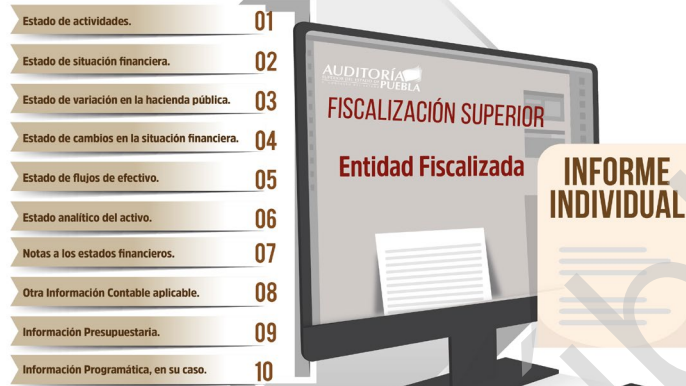 Estado de actividades.
01
Estado de situación financiera.
02
Estado de variación en la hacienda pública.
03
Estado de cambios en la situación financiera.
04
Estado de flujos de efectivo.
05
Estado analítico del activo.
06
Notas a los estados financieros.
07
Otra Información Contable aplicable.
08
Información Presupuestaria.
09
Información Programática, en su caso.
10
AUDITORÍA
PUEBLA
FISCALIZACIÓN SUPERIOR
Entidad Fiscalizada
INFORME
INDIVIDUAL